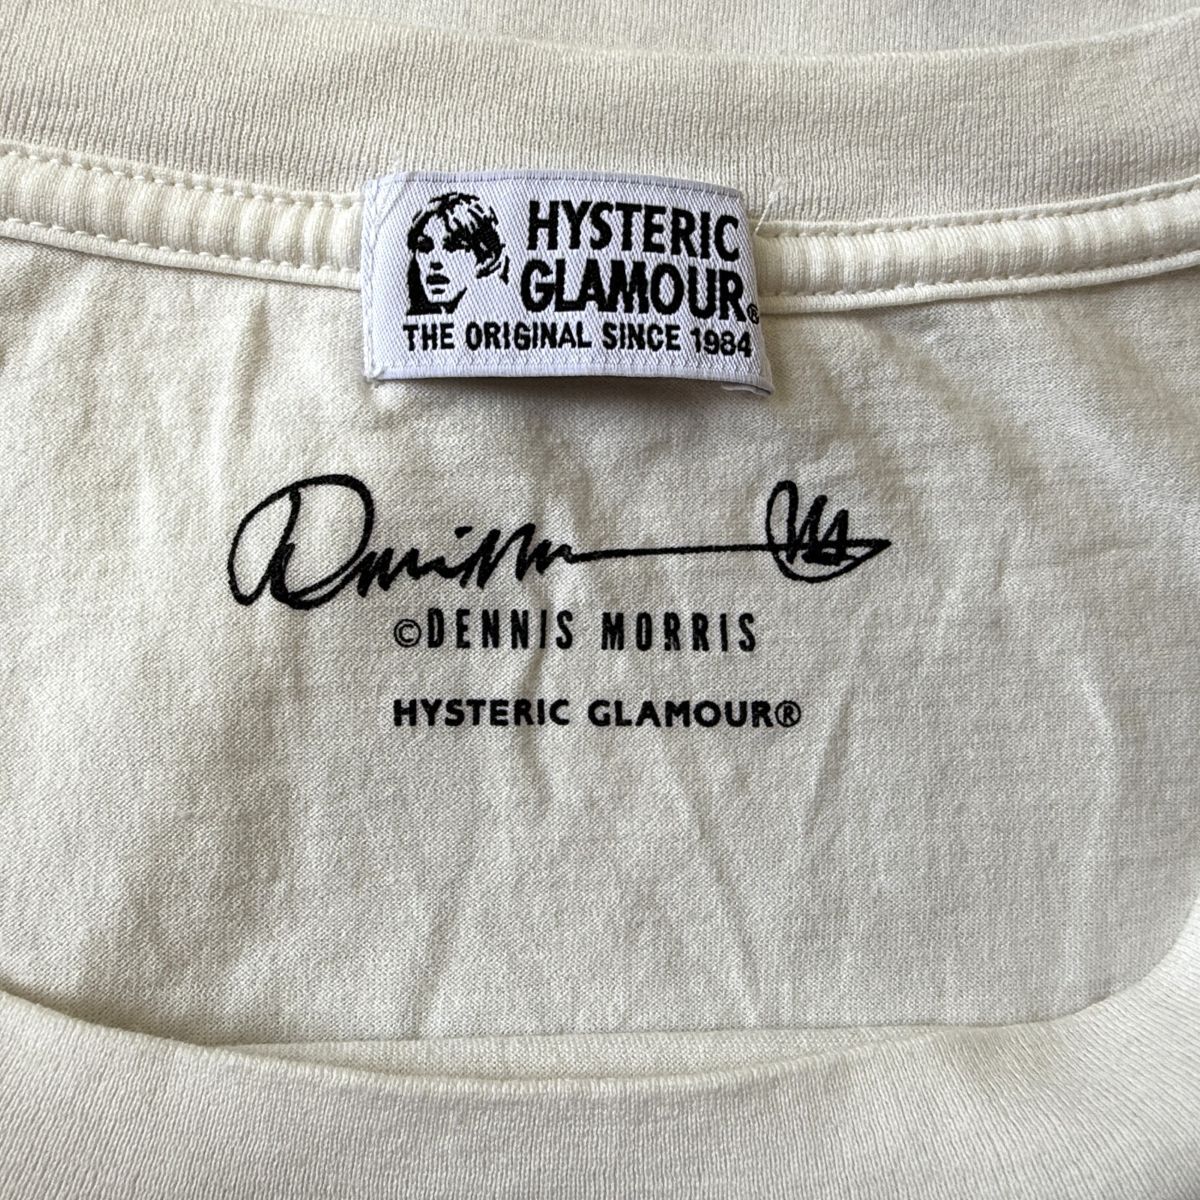 HYSTERIC
GLAMOUR®
THE ORIGINAL SINCE 1984
©DENNIS MORRIS
HYSTERIC GLAMOUR®